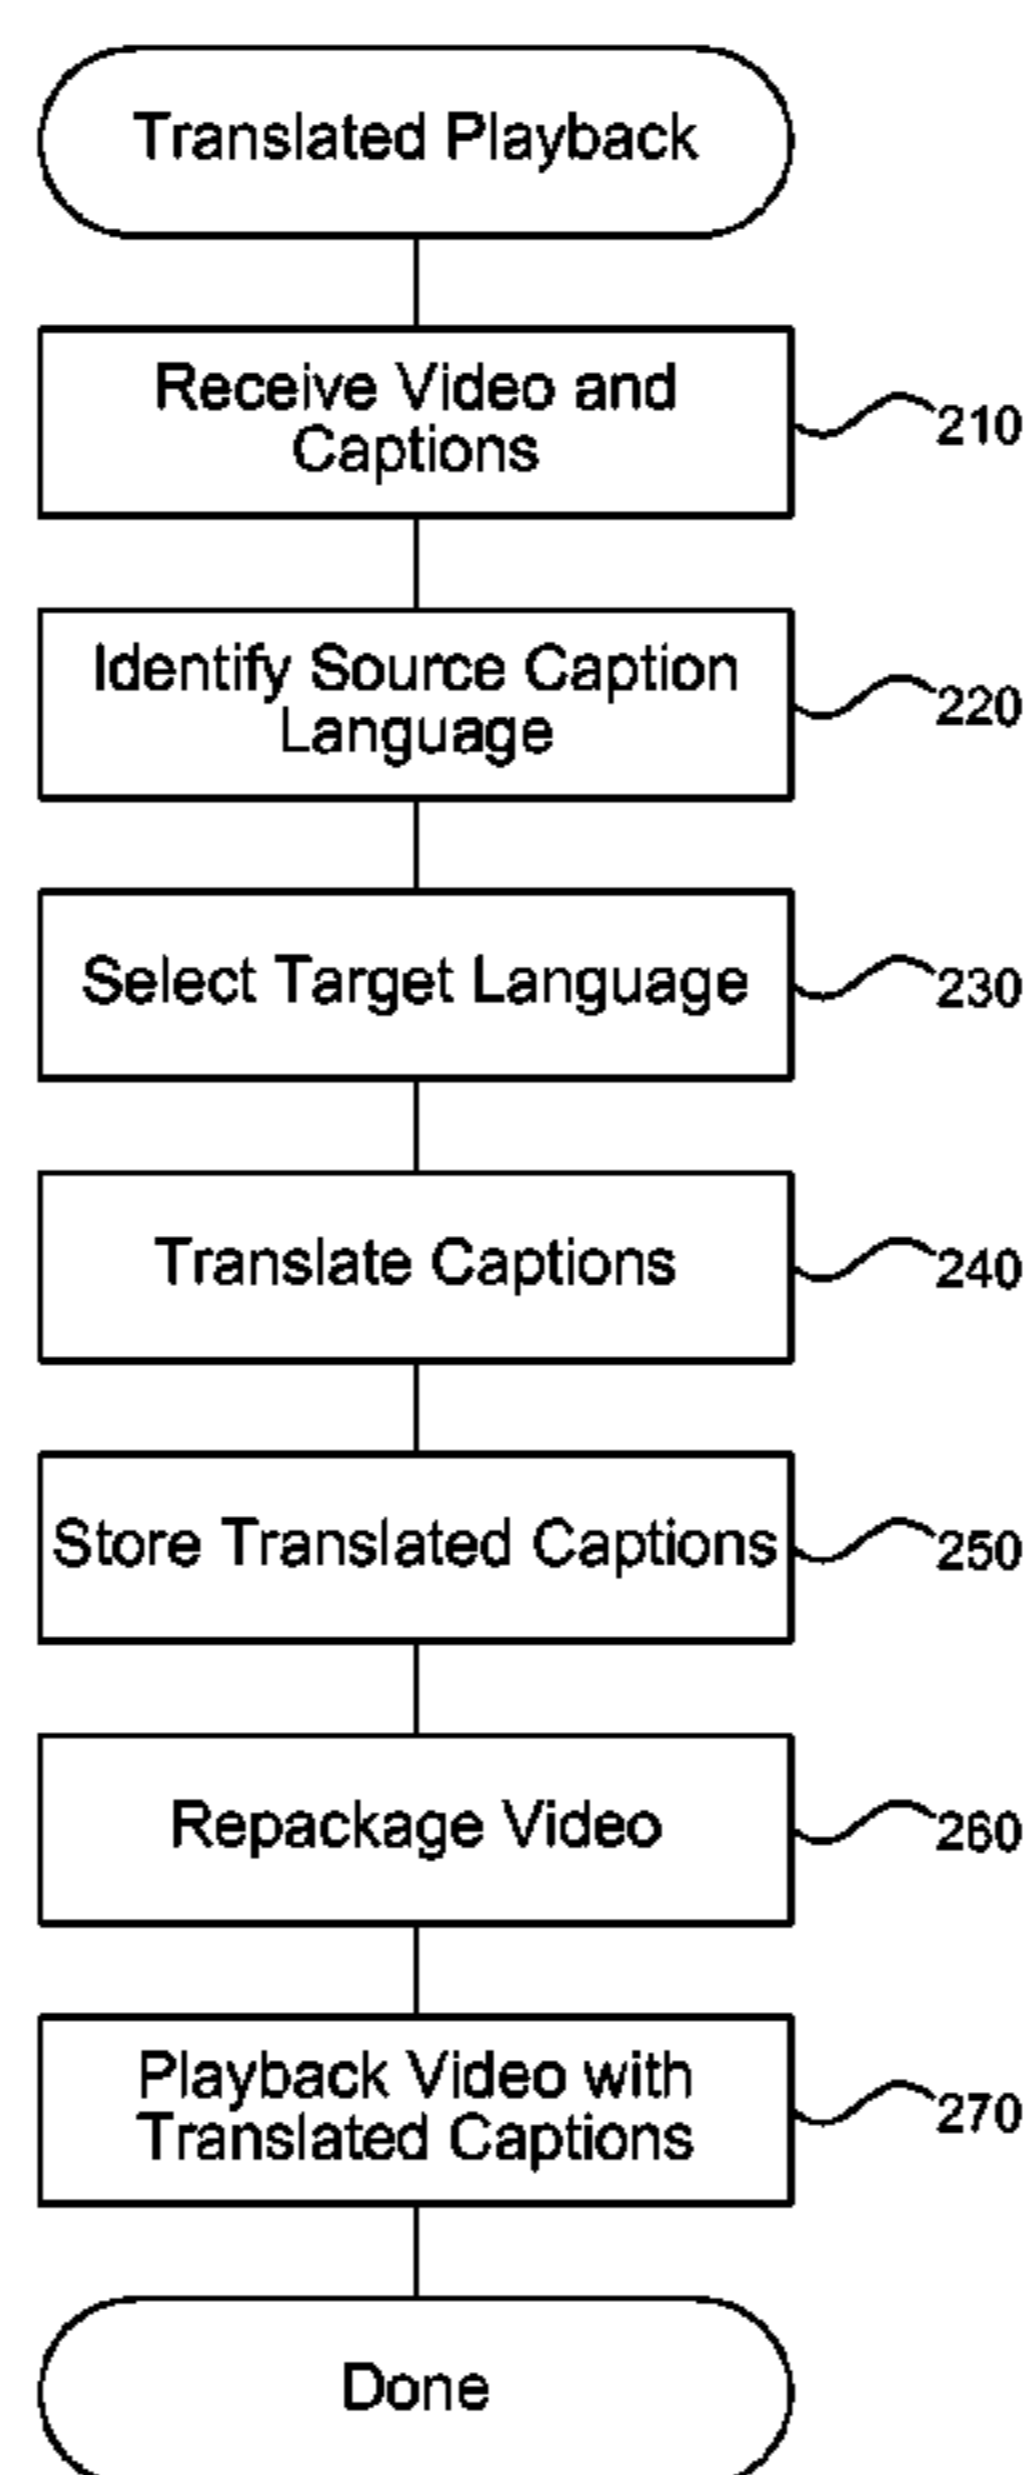 Translated Playback
Receive Video and
Captions
210
Identify Source Caption
Language
220
Select Target Language
230
Translate Captions
240
Store Translated Captions
250
Repackage Video
260
Playback Video with
Translated Captions
270
Done